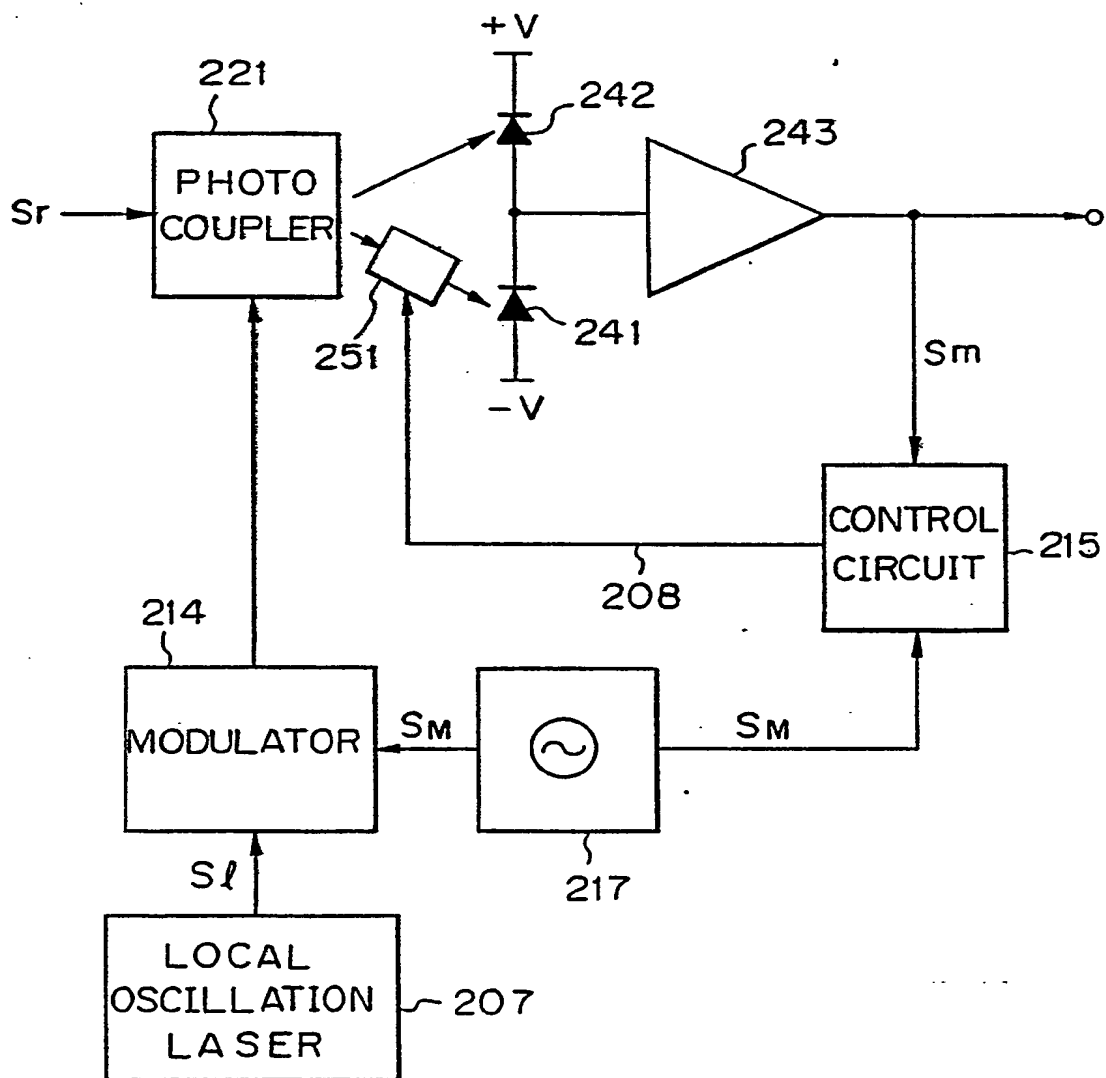 +V
221
242
243
PHOTO
COUPLER
Sr
251
241
-V
Sm
CONTROL
CIRCUIT
215
208
214
MODULATOR
SM
SM
217
Sℓ
LOCAL
OSCILLATION
LASER
207